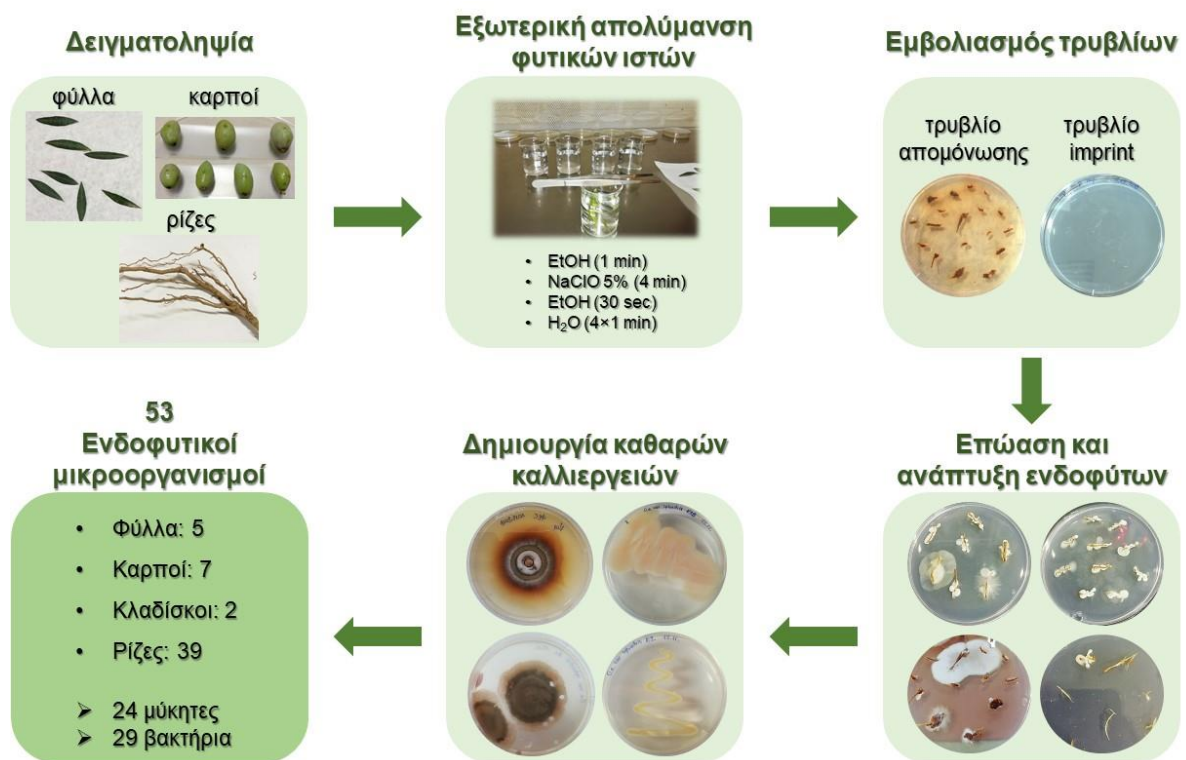 Δειγματοληψία
φύλλα
καρποί
ρίζες
Εξωτερική απολύμανση
φυτικών ιστών
• EtOH (1 min)
• NaClO 5% (4 min)
• EtOH (30 sec)
• H₂O (4×1 min)
Εμβολιασμός τρυβλίων
τρυβλίο
απομόνωσης
τρυβλίο
imprint
Επώαση και
ανάπτυξη ενδοφύτων
Δημιουργία καθαρών
καλλιεργειών
53
Ενδοφυτικοί
μικροοργανισμοί
• Φύλλα: 5
• Καρποί: 7
• Κλαδίσκοι: 2
• Ρίζες: 39
➢ 24 μύκητες
➢ 29 βακτήρια